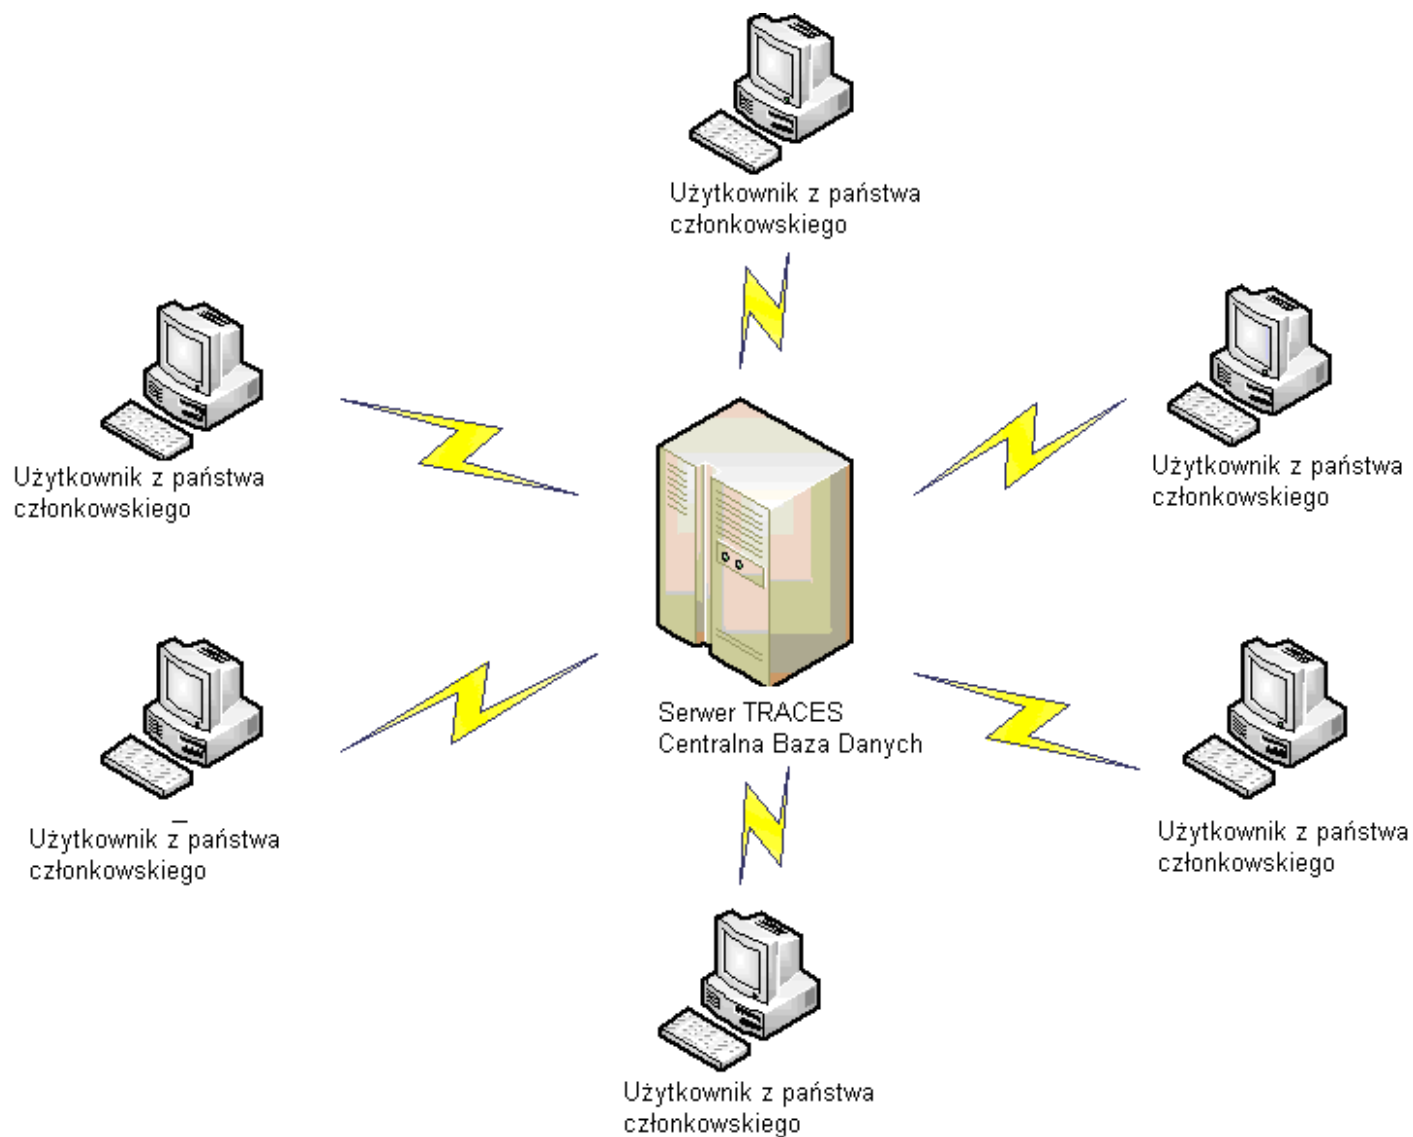 Użytkownik z państwa
członkowskiego
Użytkownik z państwa
członkowskiego
Użytkownik z państwa
członkowskiego
Serwer TRACES
Centralna Baza Danych
Użytkownik z państwa
członkowskiego
Użytkownik z państwa
członkowskiego
Użytkownik z państwa
członkowskiego